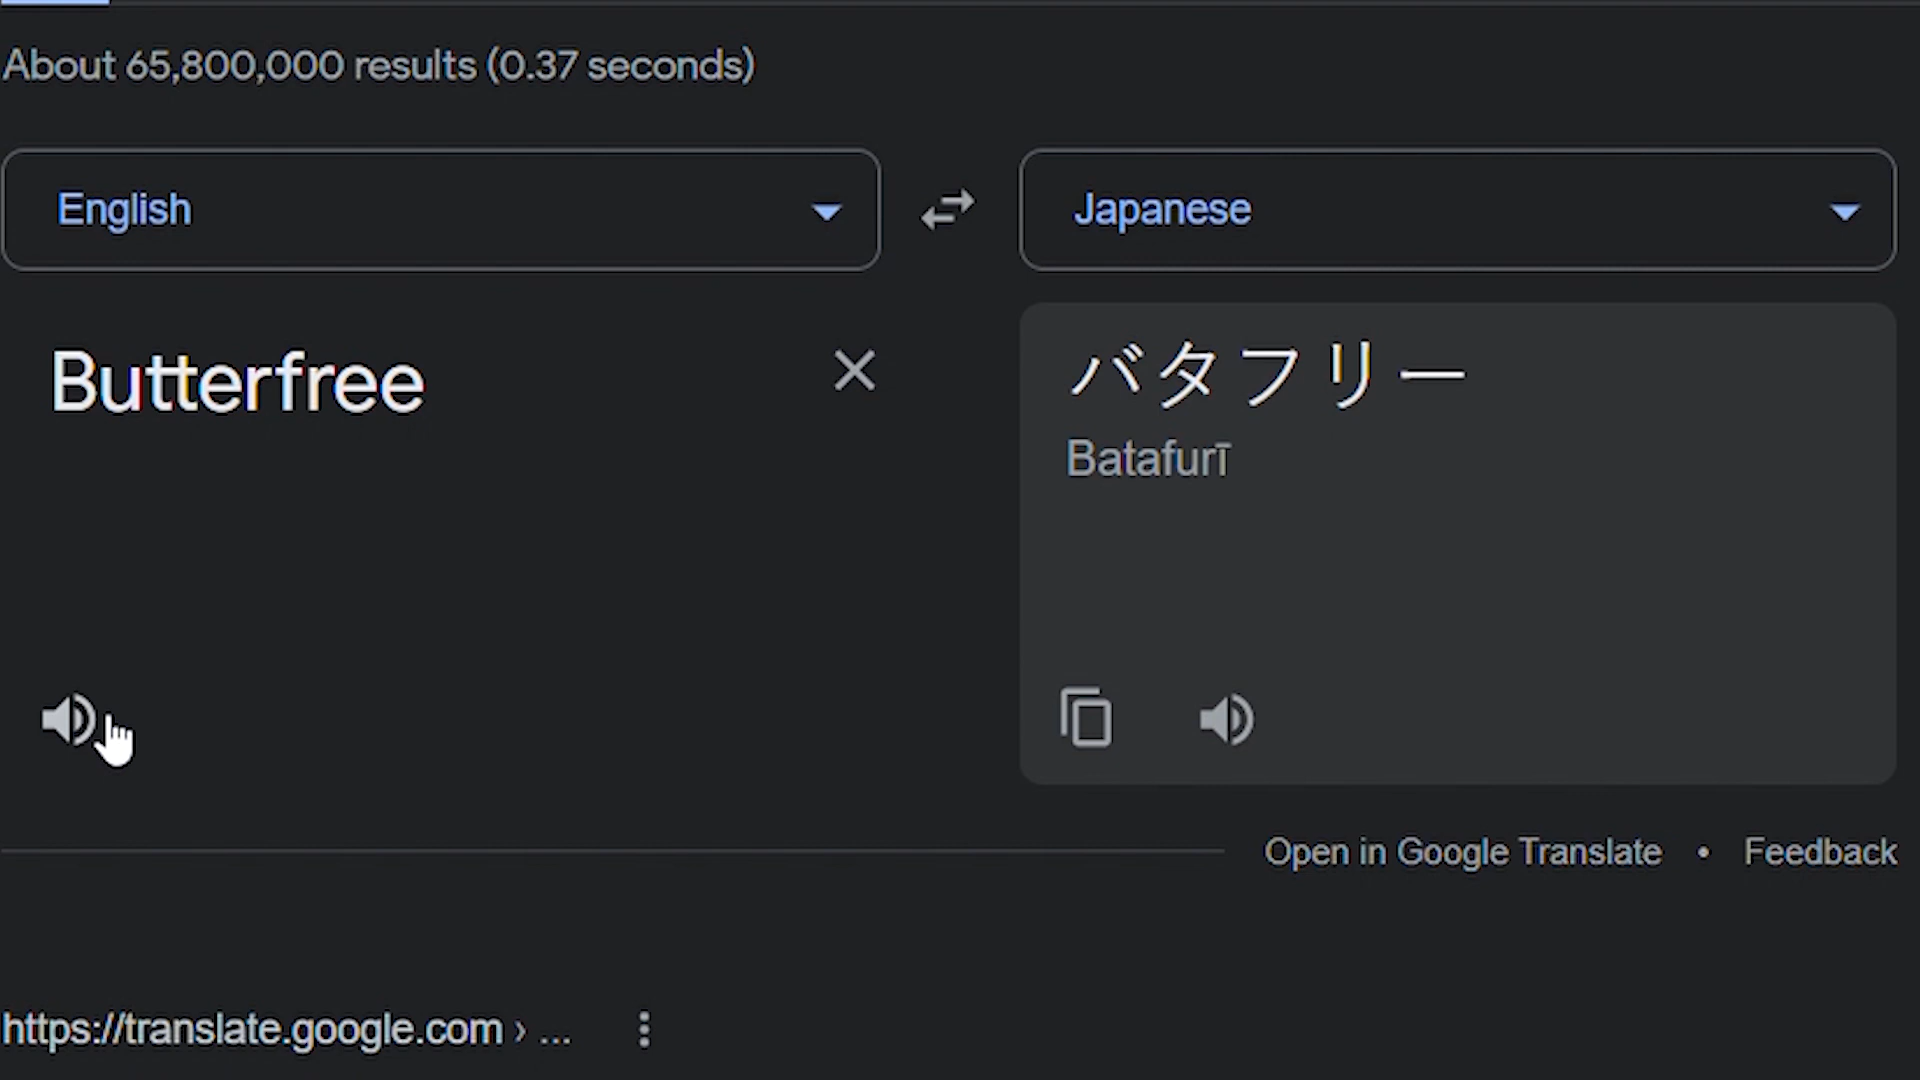 About 65,800,000 results (0.37 seconds)
English
Japanese
Butterfree
バタフリー
Batafurī
Open in Google Translate • Feedback
https://translate.google.com › ...